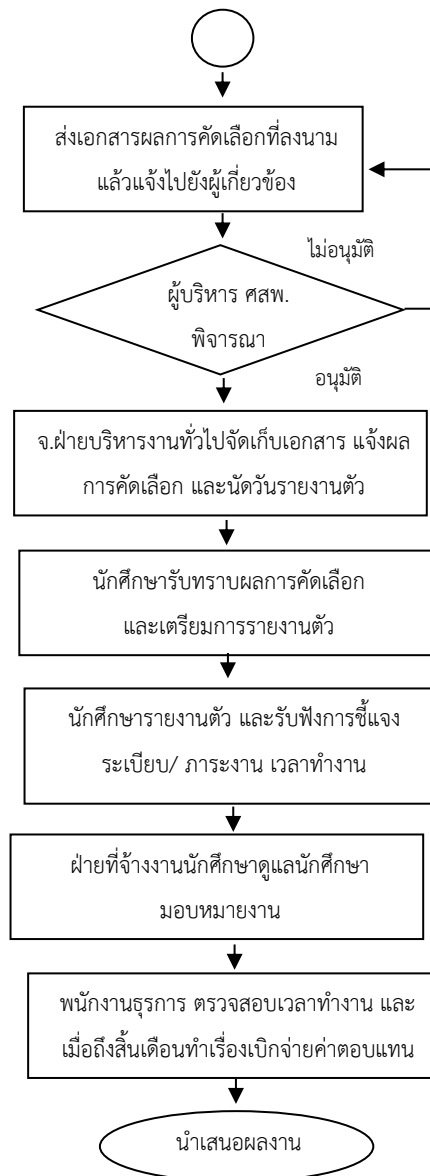 ส่งเอกสารผลการคัดเลือกที่ลงนาม
แล้วแจ้งไปยังผู้เกี่ยวข้อง
ไม่อนุมัติ
ผู้บริหาร ศสพ.
พิจารณา
อนุมัติ
จ.ฝ่ายบริหารงานทั่วไปจัดเก็บเอกสาร แจ้งผล
การคัดเลือก และนัดวันรายงานตัว
นักศึกษารับทราบผลการคัดเลือก
และเตรียมการรายงานตัว
นักศึกษารายงานตัว และรับฟังการชี้แจง
ระเบียบ/ ภาระงาน เวลาทำงาน
ฝ่ายที่จ้างงานนักศึกษาดูแลนักศึกษา
มอบหมายงาน
พนักงานธุรการ ตรวจสอบเวลาทำงาน และ
เมื่อถึงสิ้นเดือนทำเรื่องเบิกจ่ายค่าตอบแทน
นำเสนอผลงาน